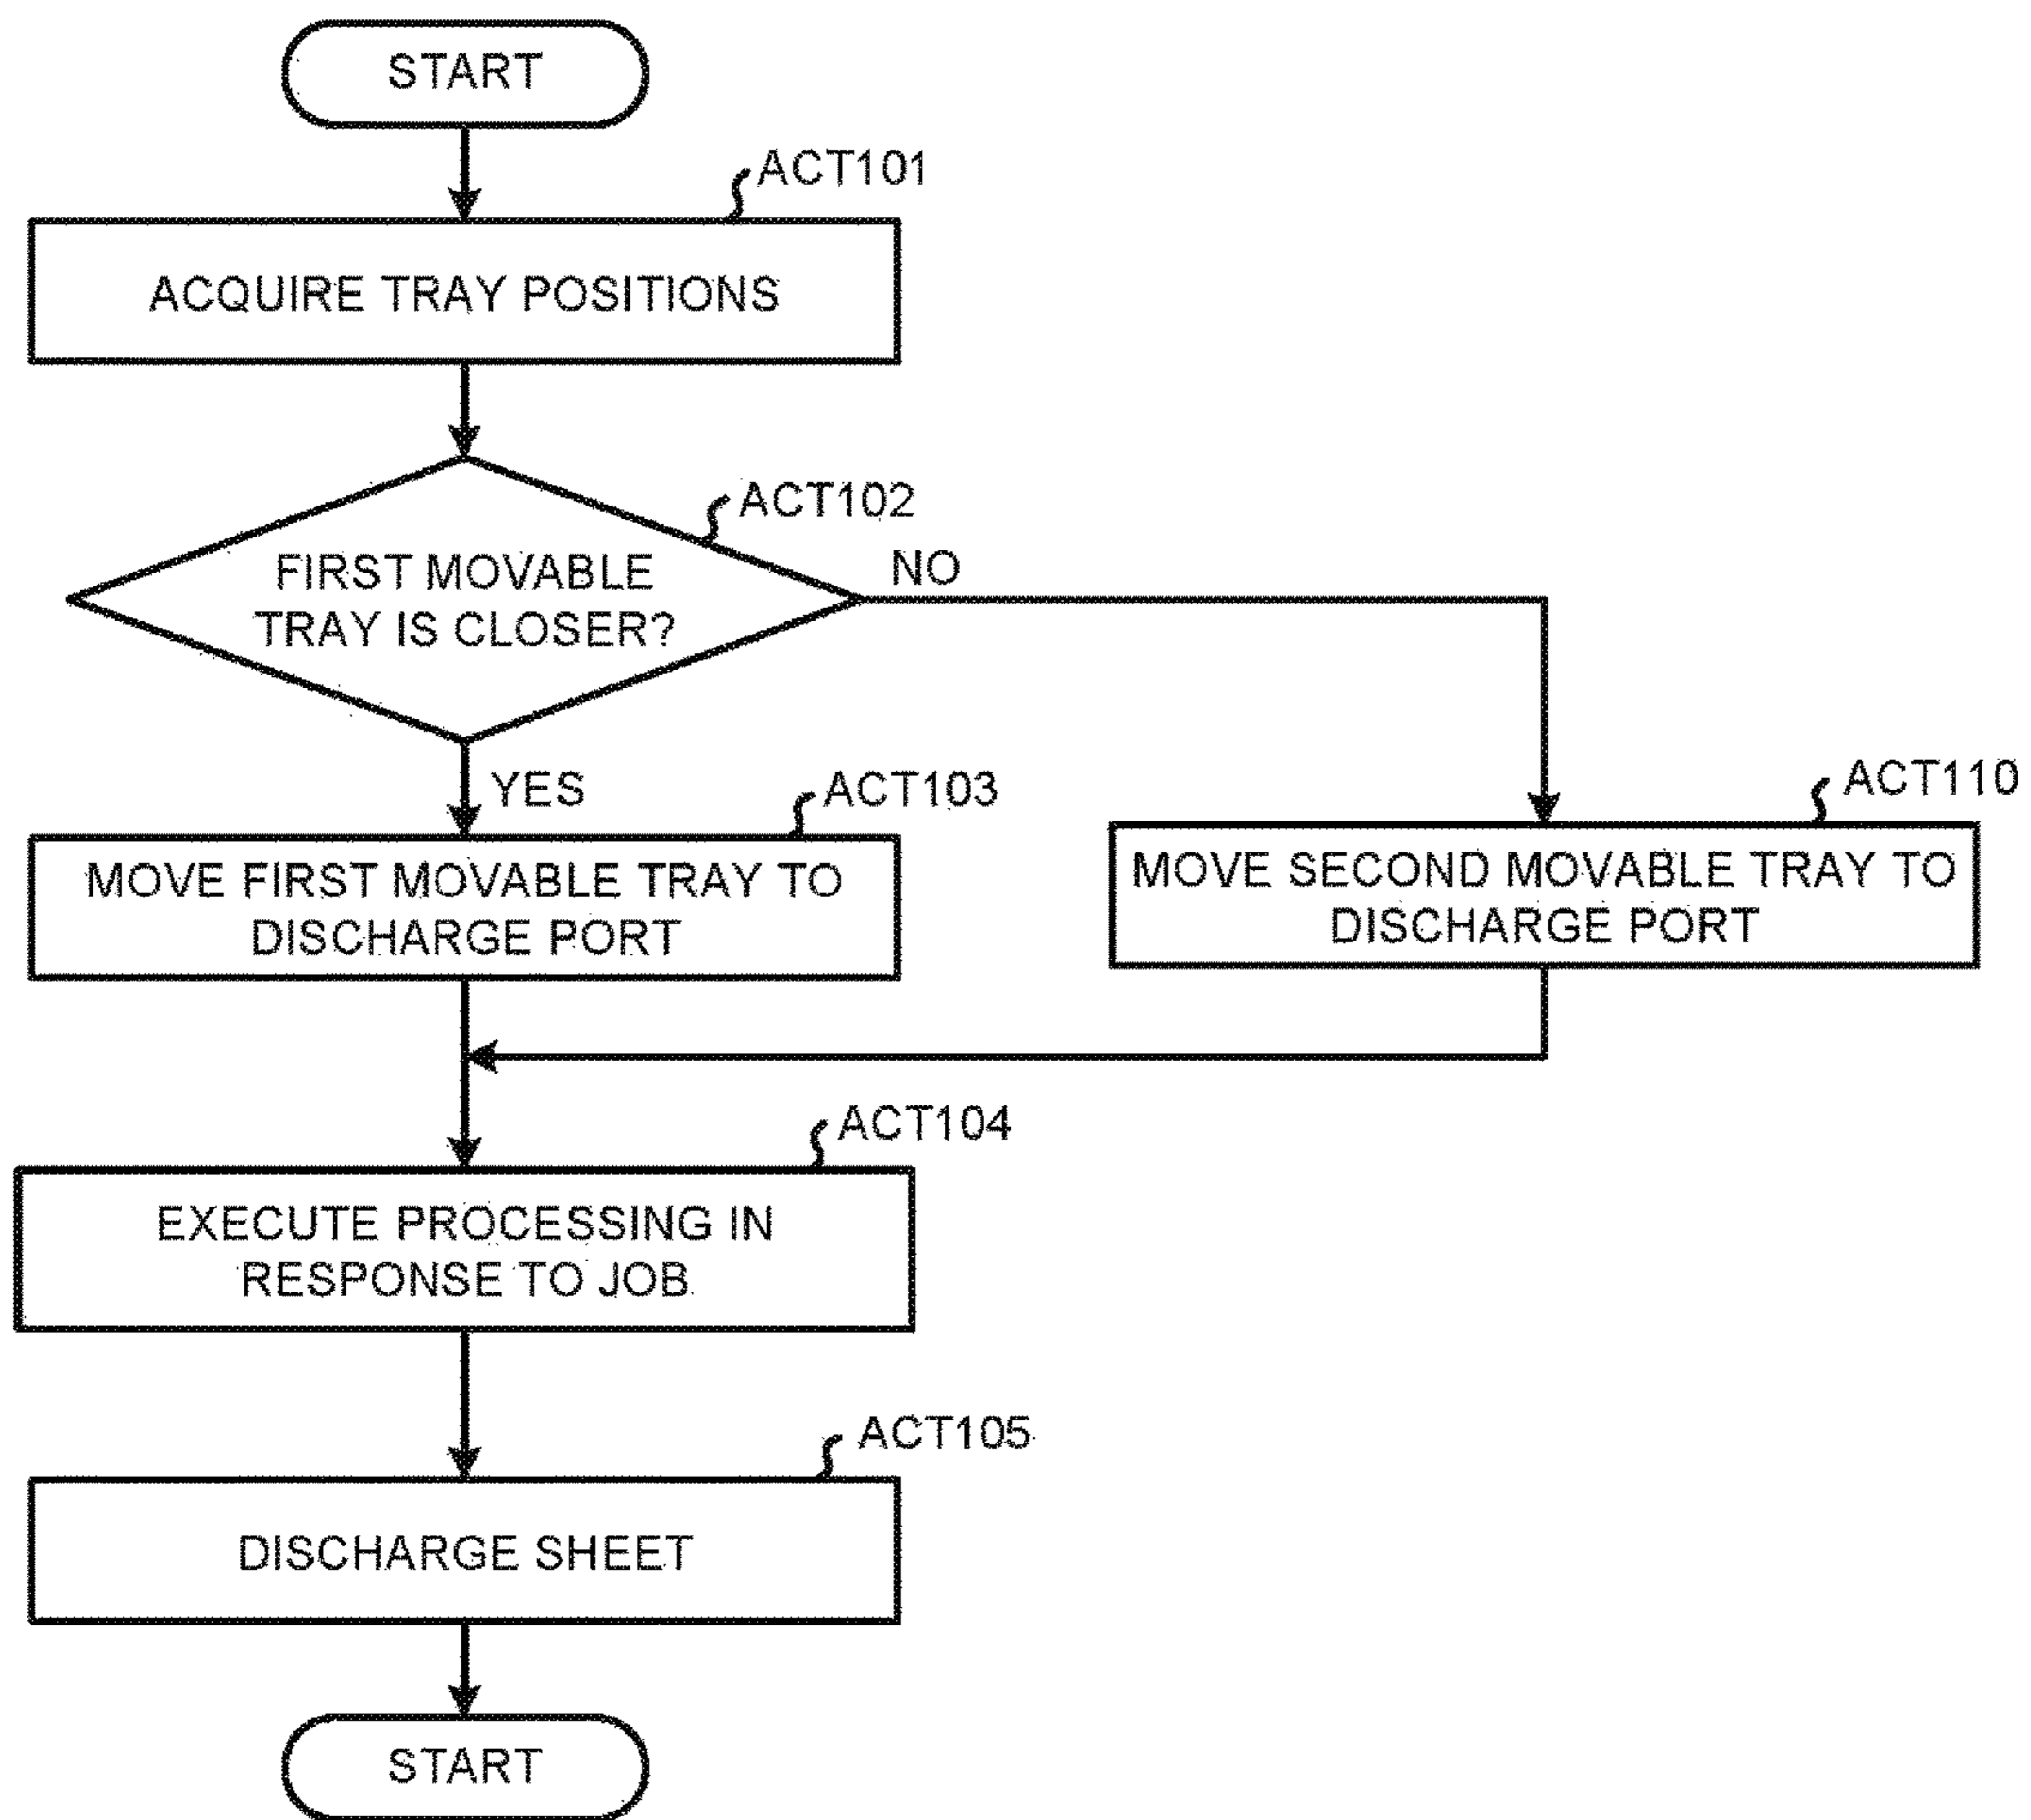 START
ACT101
ACQUIRE TRAY POSITIONS
ACT102
FIRST MOVABLE
TRAY IS CLOSER?
NO
YES
ACT103
MOVE FIRST MOVABLE TRAY TO
DISCHARGE PORT
ACT110
MOVE SECOND MOVABLE TRAY TO
DISCHARGE PORT
ACT104
EXECUTE PROCESSING IN
RESPONSE TO JOB
ACT105
DISCHARGE SHEET
START